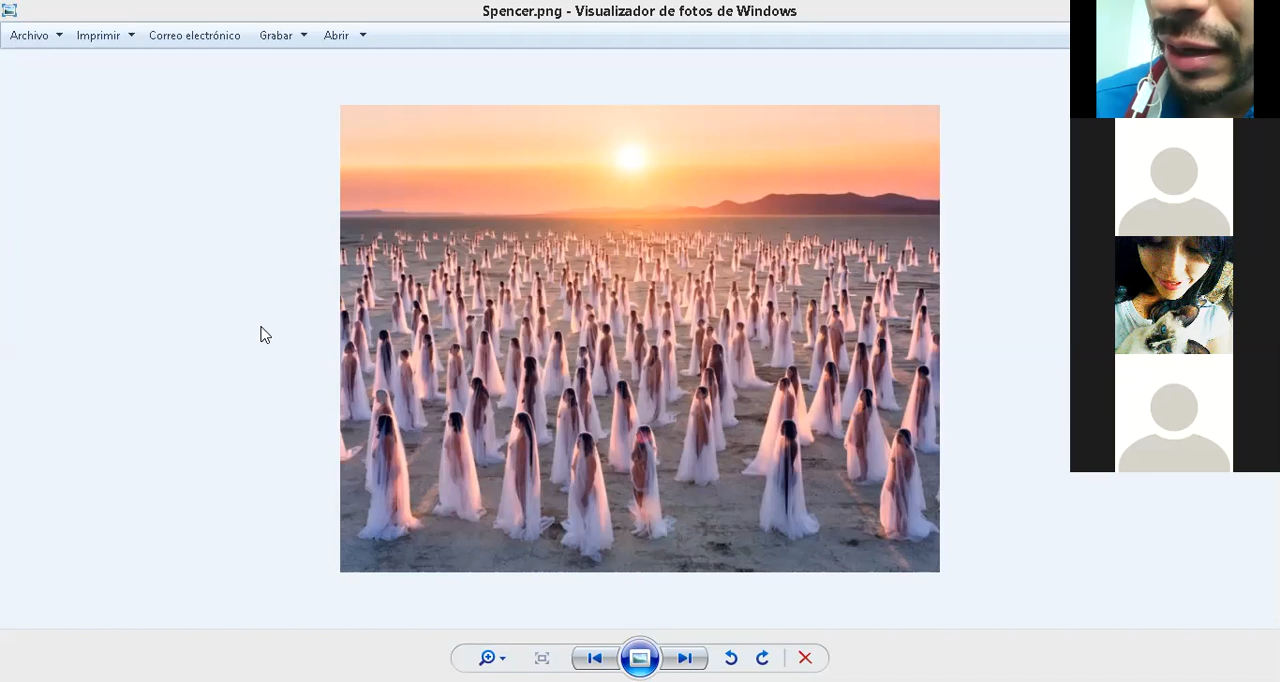 Spencer.png - Visualizador de fotos de Windows
Archivo Imprimir Correo electrónico Grabar Abrir